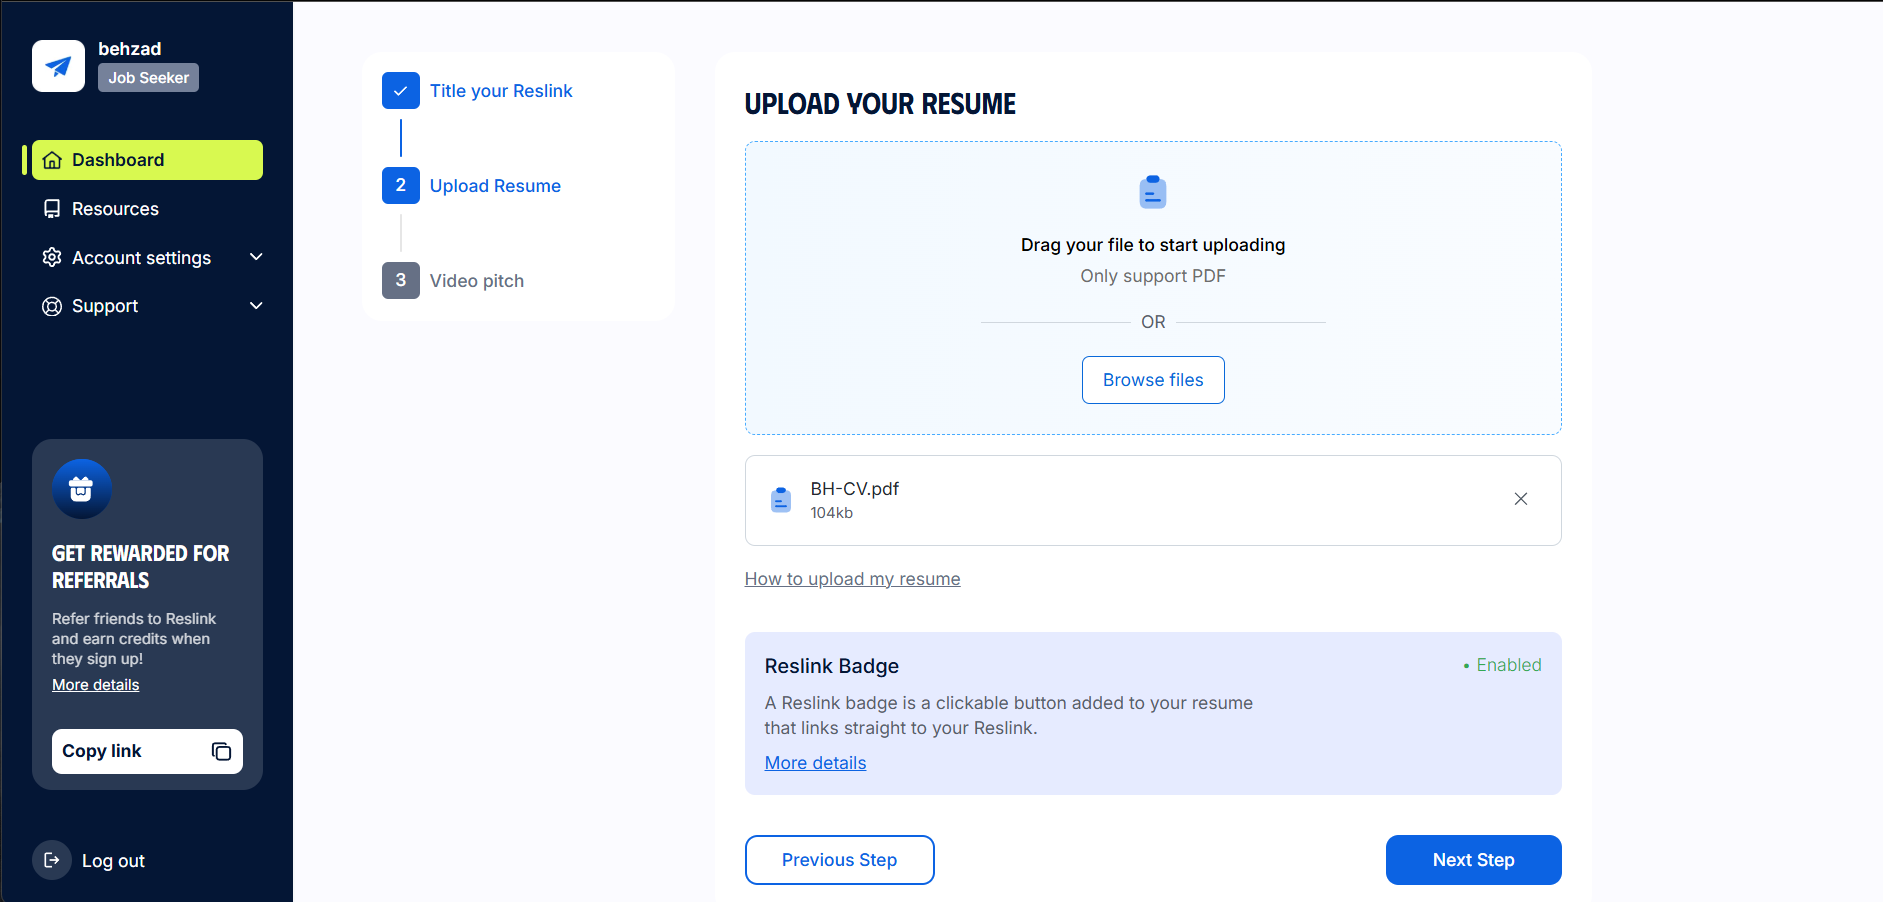 behzad
Job Seeker
Dashboard
Resources
Account settings
Support
GET REWARDED FOR
REFERRALS
Refer friends to Reslink
and earn credits when
they sign up!
More details
Copy link
Log out
Title your Reslink
2 Upload Resume
3 Video pitch
UPLOAD YOUR RESUME
Drag your file to start uploading
Only support PDF
OR
Browse files
BH-CV.pdf
104kb
How to upload my resume
Reslink Badge
• Enabled
A Reslink badge is a clickable button added to your resume
that links straight to your Reslink.
More details
Previous Step
Next Step